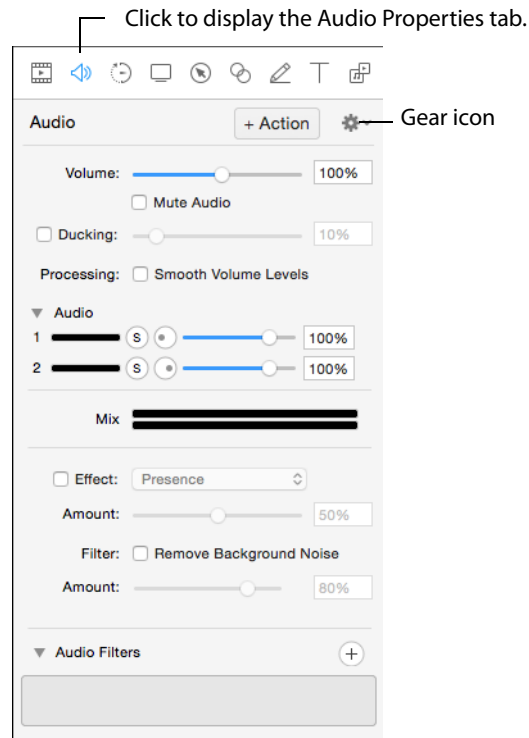 Click to display the Audio Properties tab.
Audio
+ Action
Gear icon
Volume: 100%
Mute Audio
Ducking: 10%
Processing: Smooth Volume Levels
Audio
1 S 100%
2 S 100%
Mix
Effect: Presence
Amount: 50%
Filter: Remove Background Noise
Amount: 80%
Audio Filters